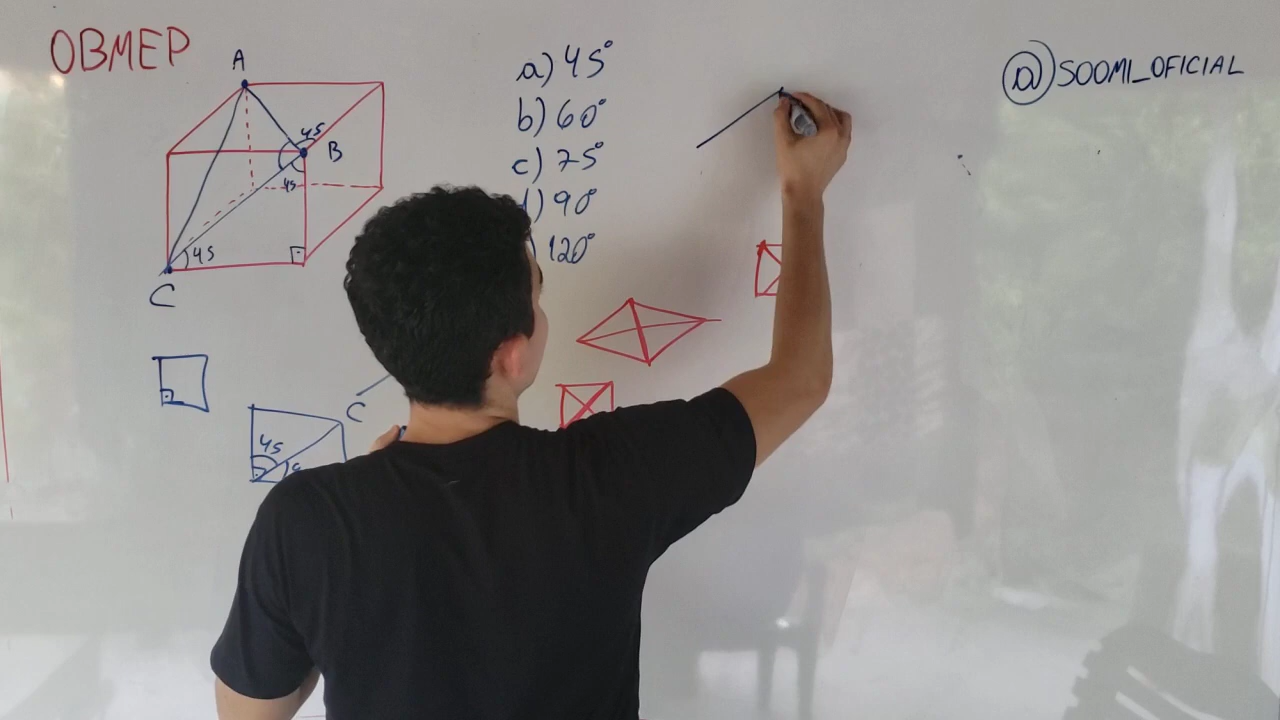 OBMEP
A
45
B
45
45
C
a) 45°
b) 60°
c) 75°
) 90°
) 120°
@SOOMI_OFICIAL
C
45